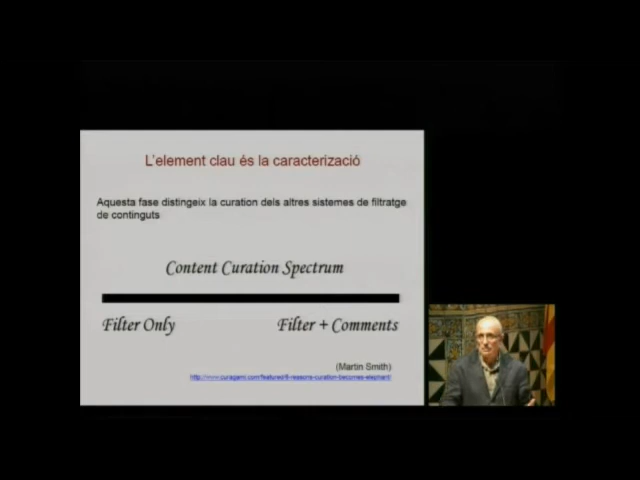 L'element clau és la caracterizació
Aquesta fase distingeix la curation dels altres sistemes de filtratge
de continguts
Content Curation Spectrum
Filter Only
Filter + Comments
(Martin Smith)